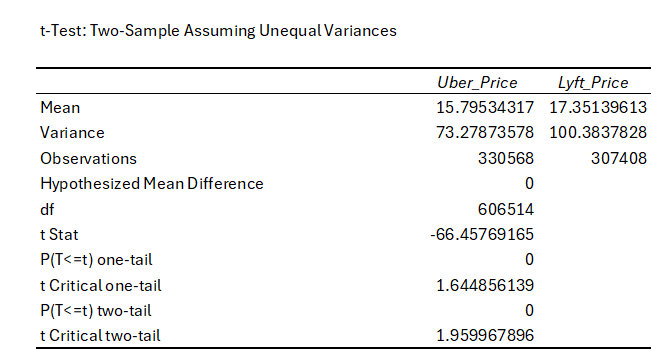 t-Test: Two-Sample Assuming Unequal Variances
Uber_Price Lyft_Price
Mean 15.79534317 17.35139613
Variance 73.27873578 100.3837828
Observations 330568 307408
Hypothesized Mean Difference 0
df 606514
t Stat -66.45769165
P(T<=t) one-tail 0
t Critical one-tail 1.644856139
P(T<=t) two-tail 0
t Critical two-tail 1.959967896